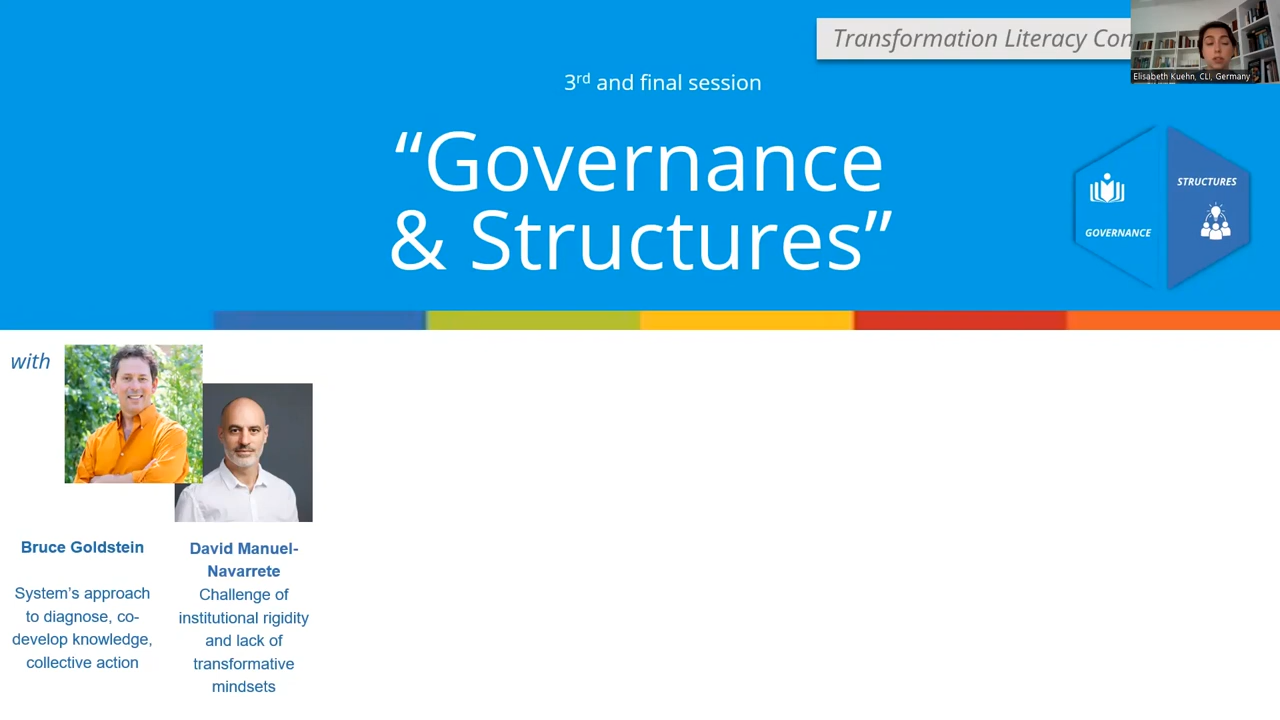 Transformation Literacy Con
Elisabeth Kuehn, CLI, Germany
3rd and final session
“Governance
& Structures”
STRUCTURES
GOVERNANCE
with
Bruce Goldstein
System’s approach
to diagnose, co-
develop knowledge,
collective action
David Manuel-
Navarrete
Challenge of
institutional rigidity
and lack of
transformative
mindsets